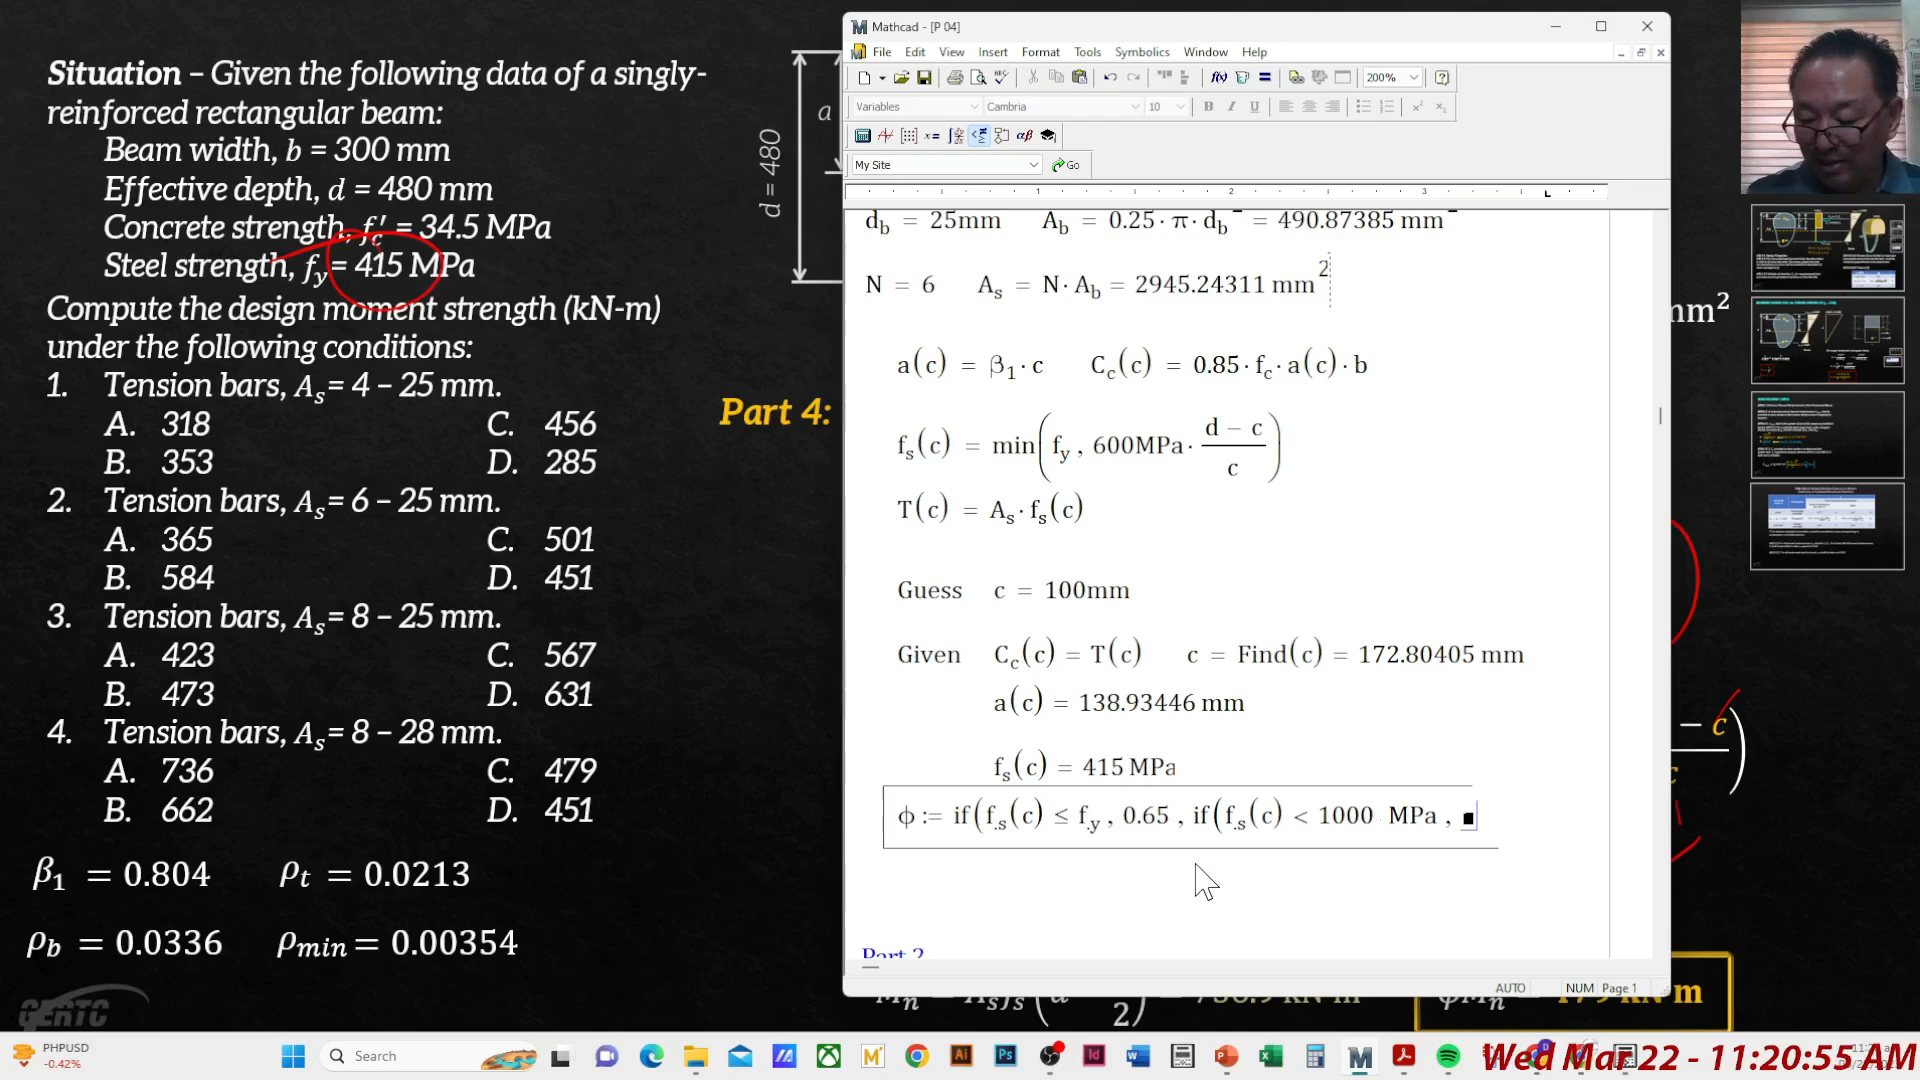 Situation – Given the following data of a singly-
reinforced rectangular beam:
Beam width, b = 300 mm
Effective depth, d = 480 mm
Concrete strength, f′c = 34.5 MPa
Steel strength, fy = 415 MPa
Compute the design moment strength (kN-m)
under the following conditions:
1. Tension bars, As = 4 – 25 mm.
A. 318 C. 456
B. 353 D. 285
2. Tension bars, As = 6 – 25 mm.
A. 365 C. 501
B. 584 D. 451
3. Tension bars, As = 8 – 25 mm.
A. 423 C. 567
B. 473 D. 631
4. Tension bars, As = 8 – 28 mm.
A. 736 C. 479
B. 662 D. 451
β1 = 0.804 ρt = 0.0213
ρb = 0.0336 ρmin = 0.00354
GERTC
d = 480
a
Part 4:
Mathcad - [P 04]
File Edit View Insert Format Tools Symbolics Window Help
200%
Variables Cambria 10 B I U
My Site Go
1 2 3
db = 25mm Ab = 0.25·π·db = 490.87385 mm
N = 6 As = N·Ab = 2945.24311 mm²
a(c) = β1·c Cc(c) = 0.85·fc·a(c)·b
fs(c) = min(fy , 600MPa· (d − c)/c)
T(c) = As·fs(c)
Guess c = 100mm
Given Cc(c) = T(c) c = Find(c) = 172.80405 mm
a(c) = 138.93446 mm
fs(c) = 415 MPa
ϕ := if(f.s(c) ≤ f.y , 0.65 , if(f.s(c) < 1000 MPa ,
Part 2
AUTO NUM Page 1
mm²
− c
c
2
PHPUSD
-0.42%
Search
Wed Mar 22 - 11:20:55 AM